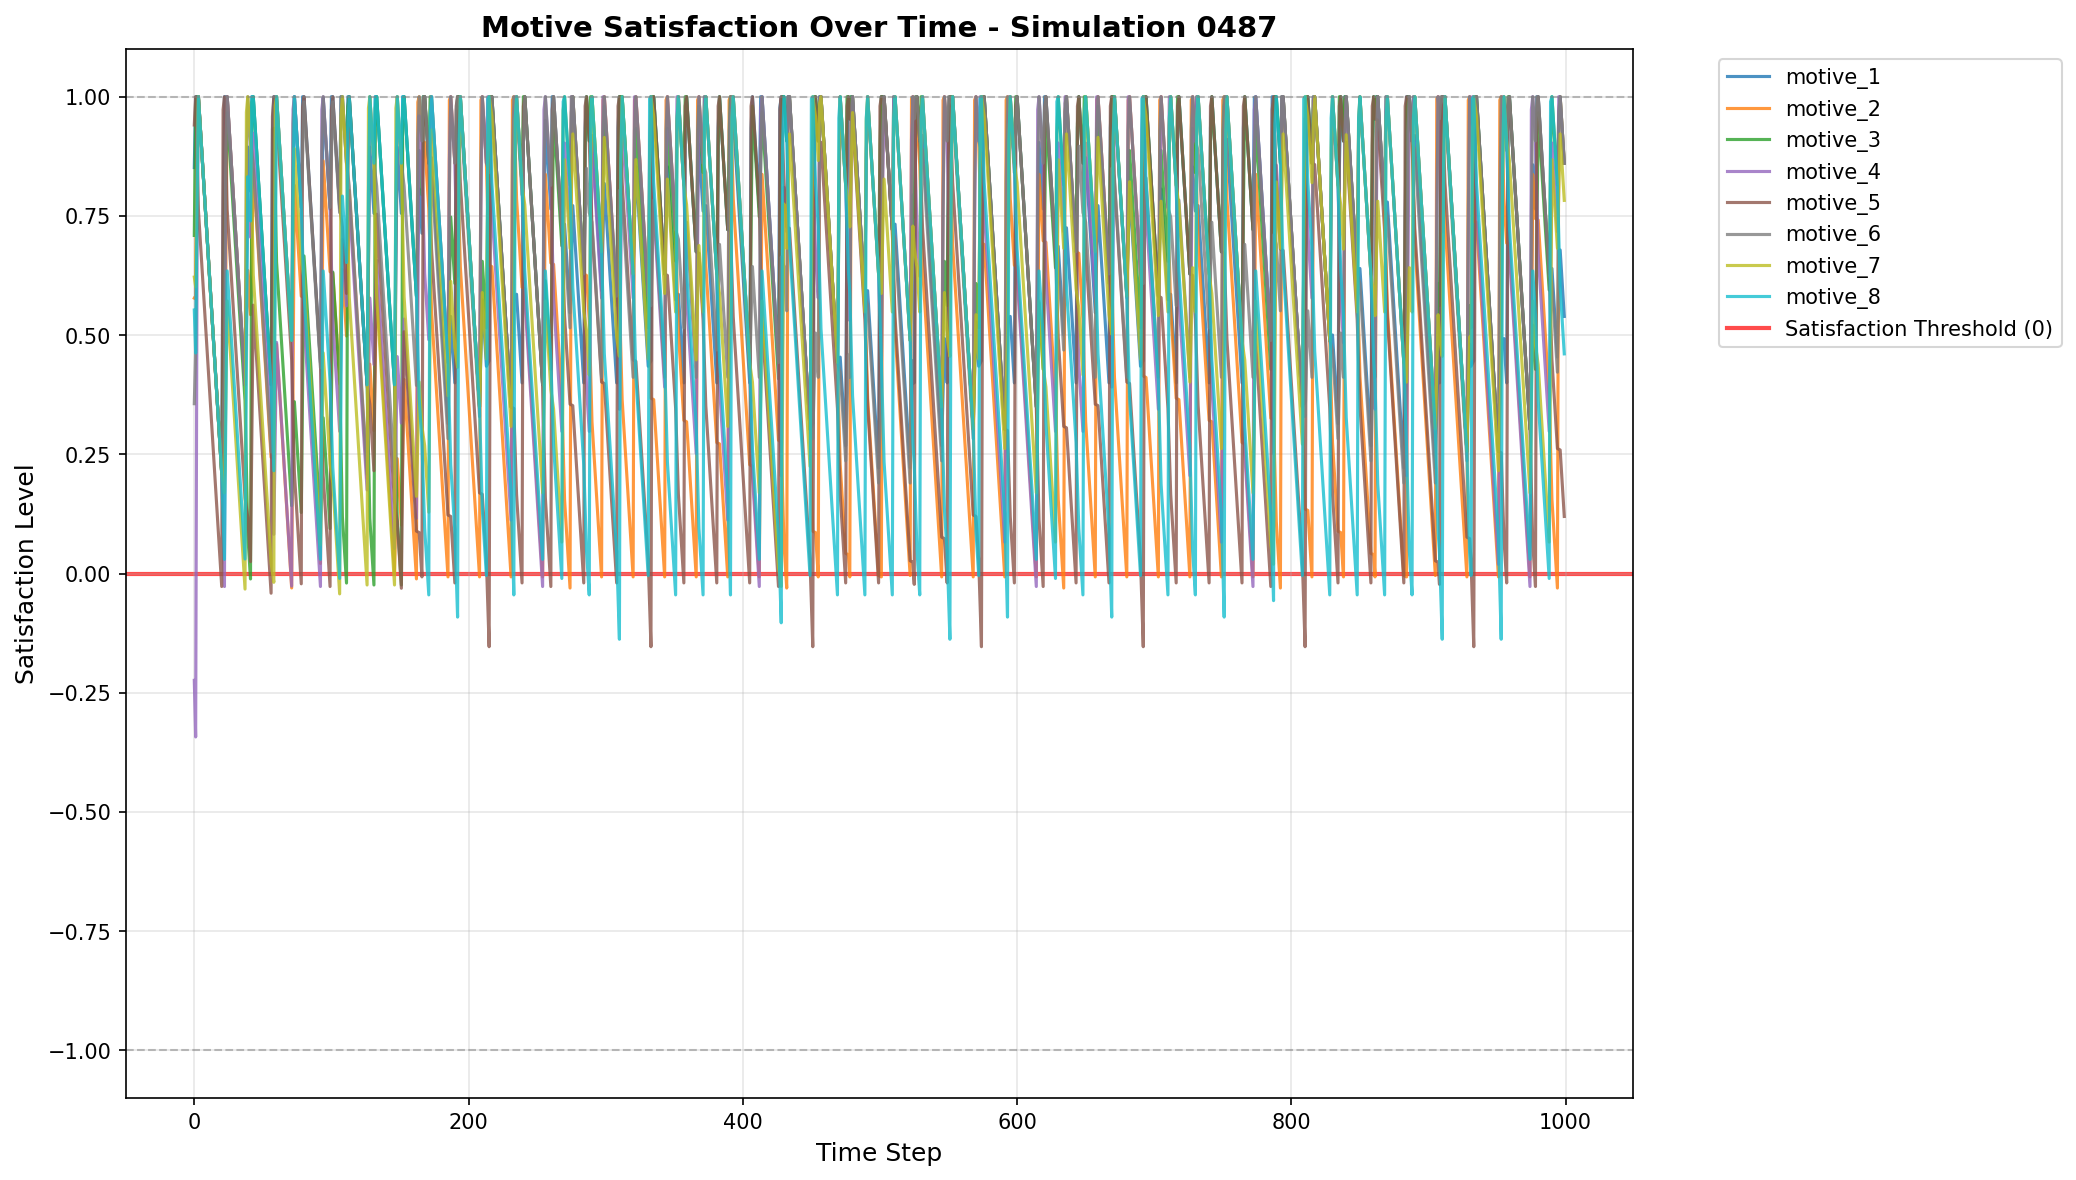 Motive Satisfaction Over Time - Simulation 0487
Satisfaction Level
1.00
0.75
0.50
0.25
0.00
−0.25
−0.50
−0.75
−1.00
0
200
400
600
800
1000
Time Step
motive_1
motive_2
motive_3
motive_4
motive_5
motive_6
motive_7
motive_8
Satisfaction Threshold (0)